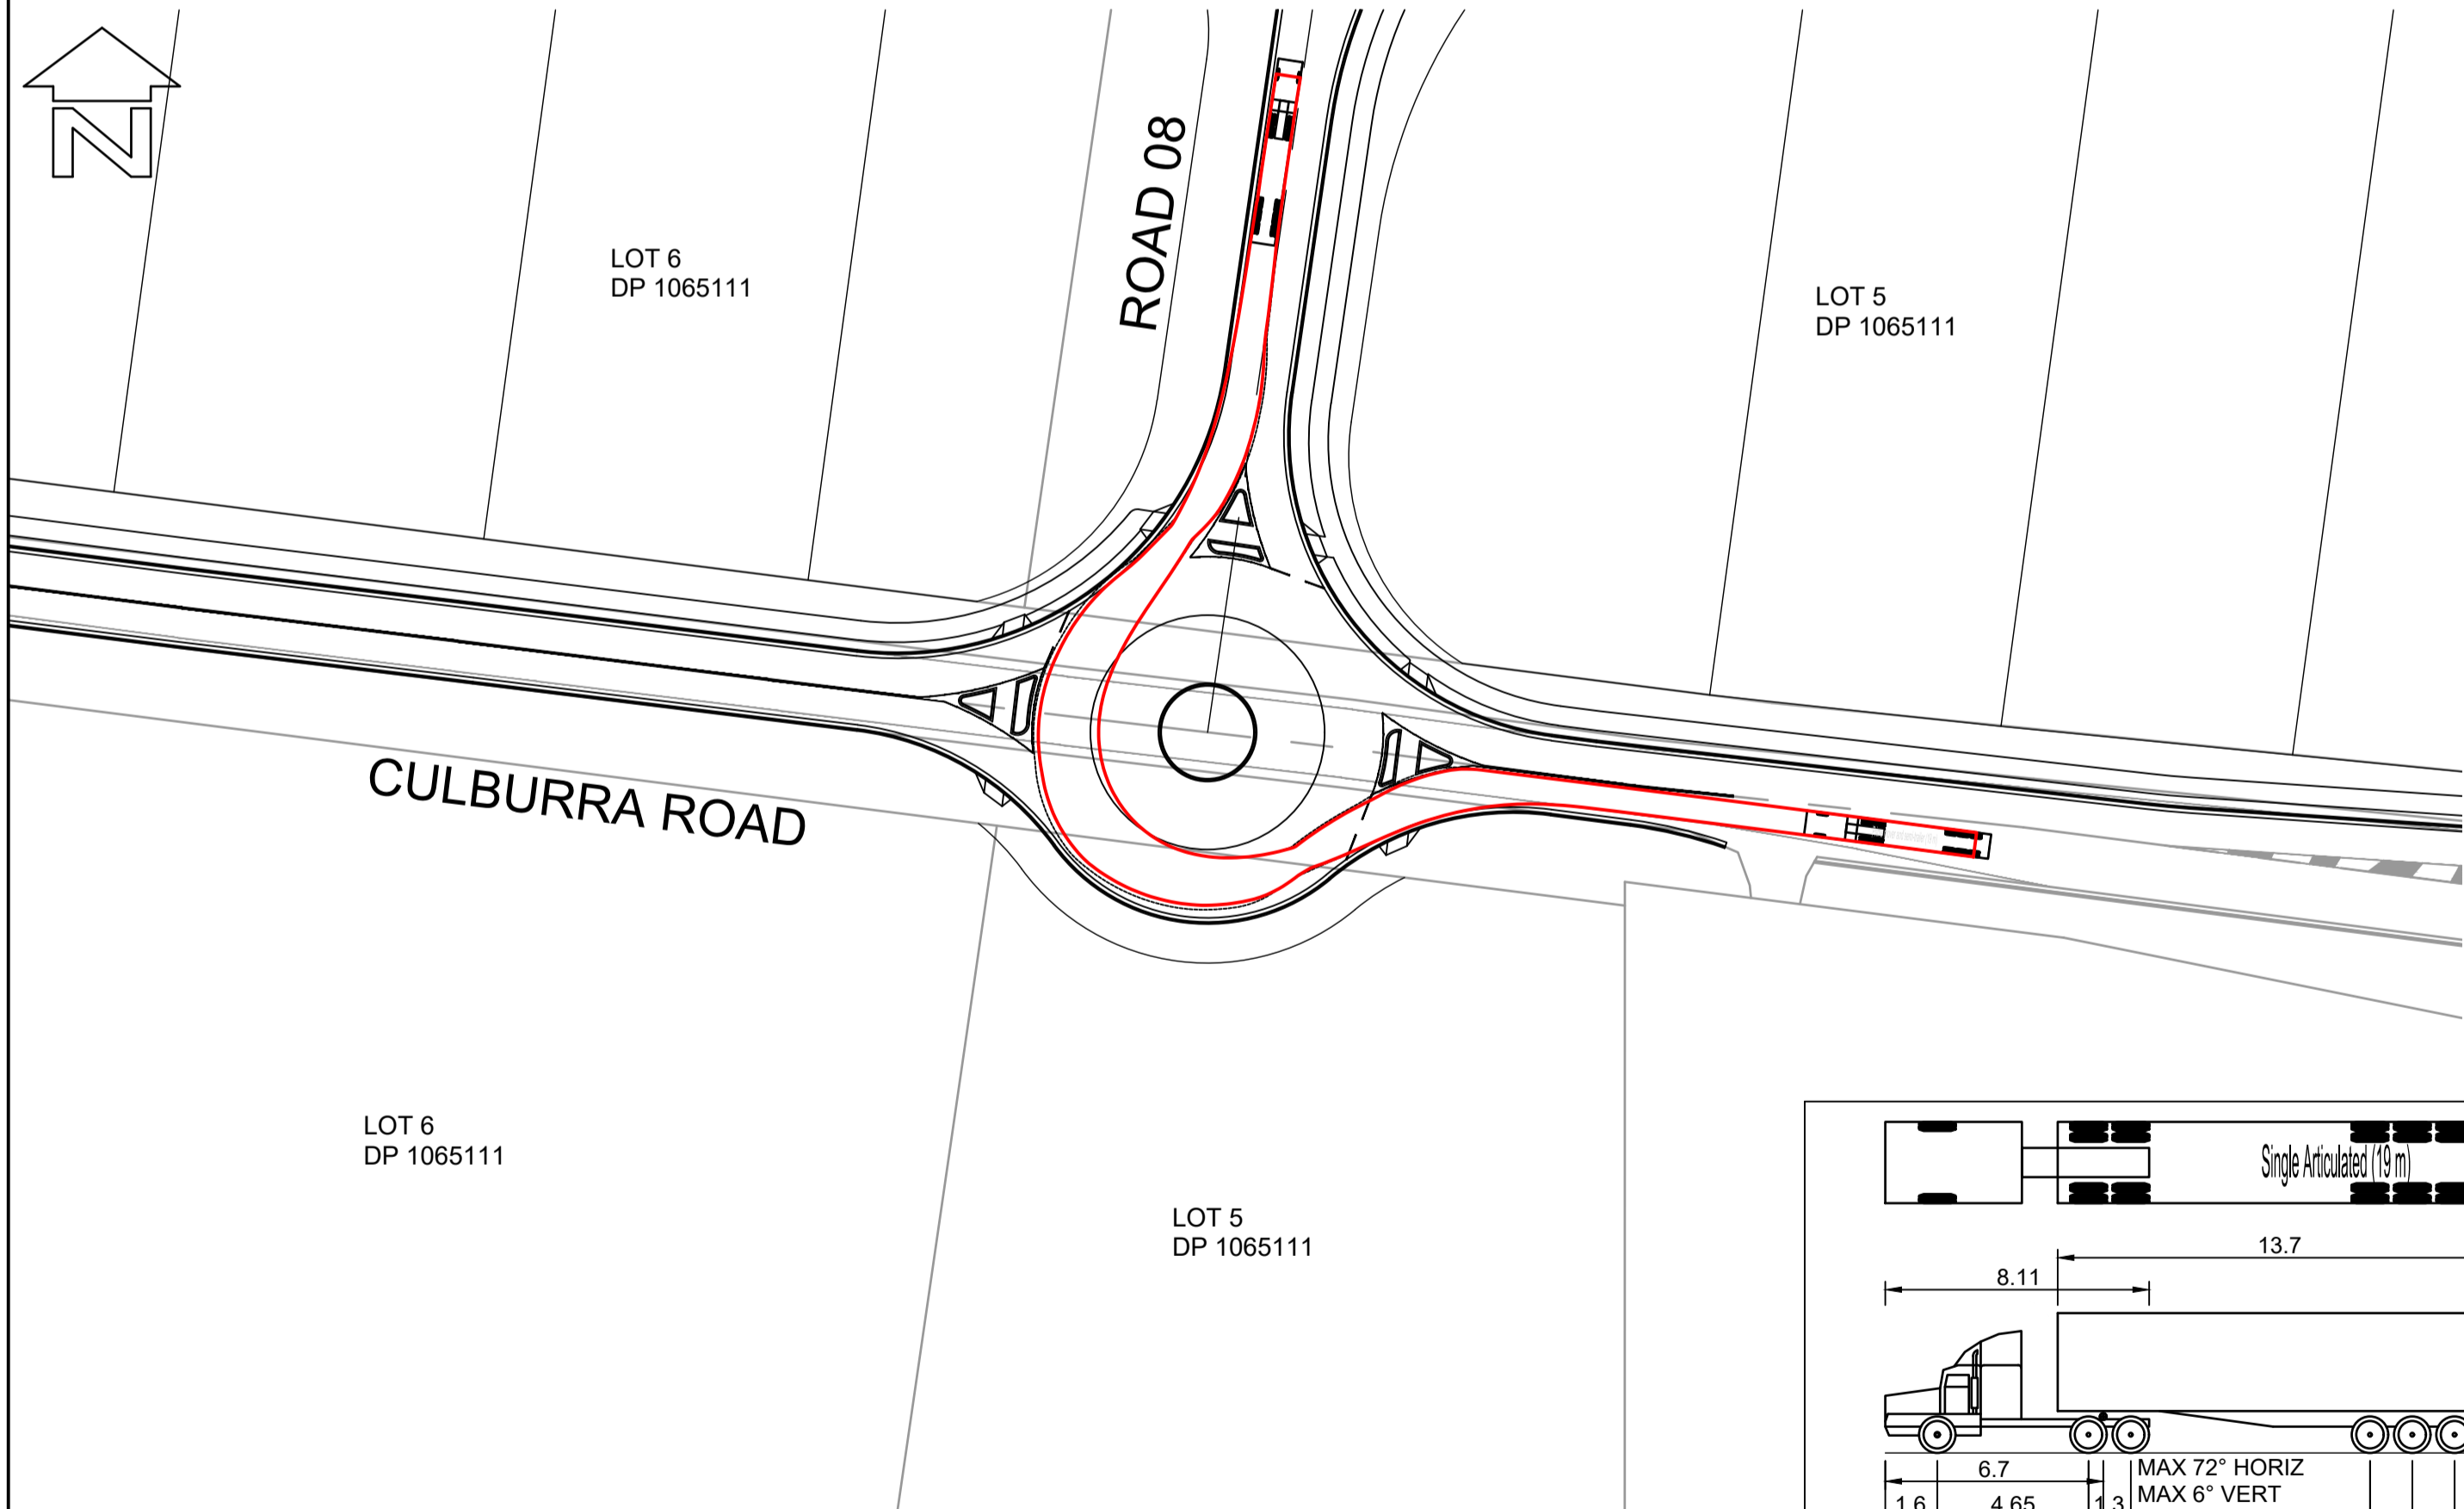 N
ROAD 08
LOT 6
DP 1065111
LOT 5
DP 1065111
CULBURRA ROAD
LOT 6
DP 1065111
LOT 5
DP 1065111
Single Articulated (19 m)
13.7
8.11
6.7
MAX 72° HORIZ
MAX 6° VERT
1.6
4.65
1.3